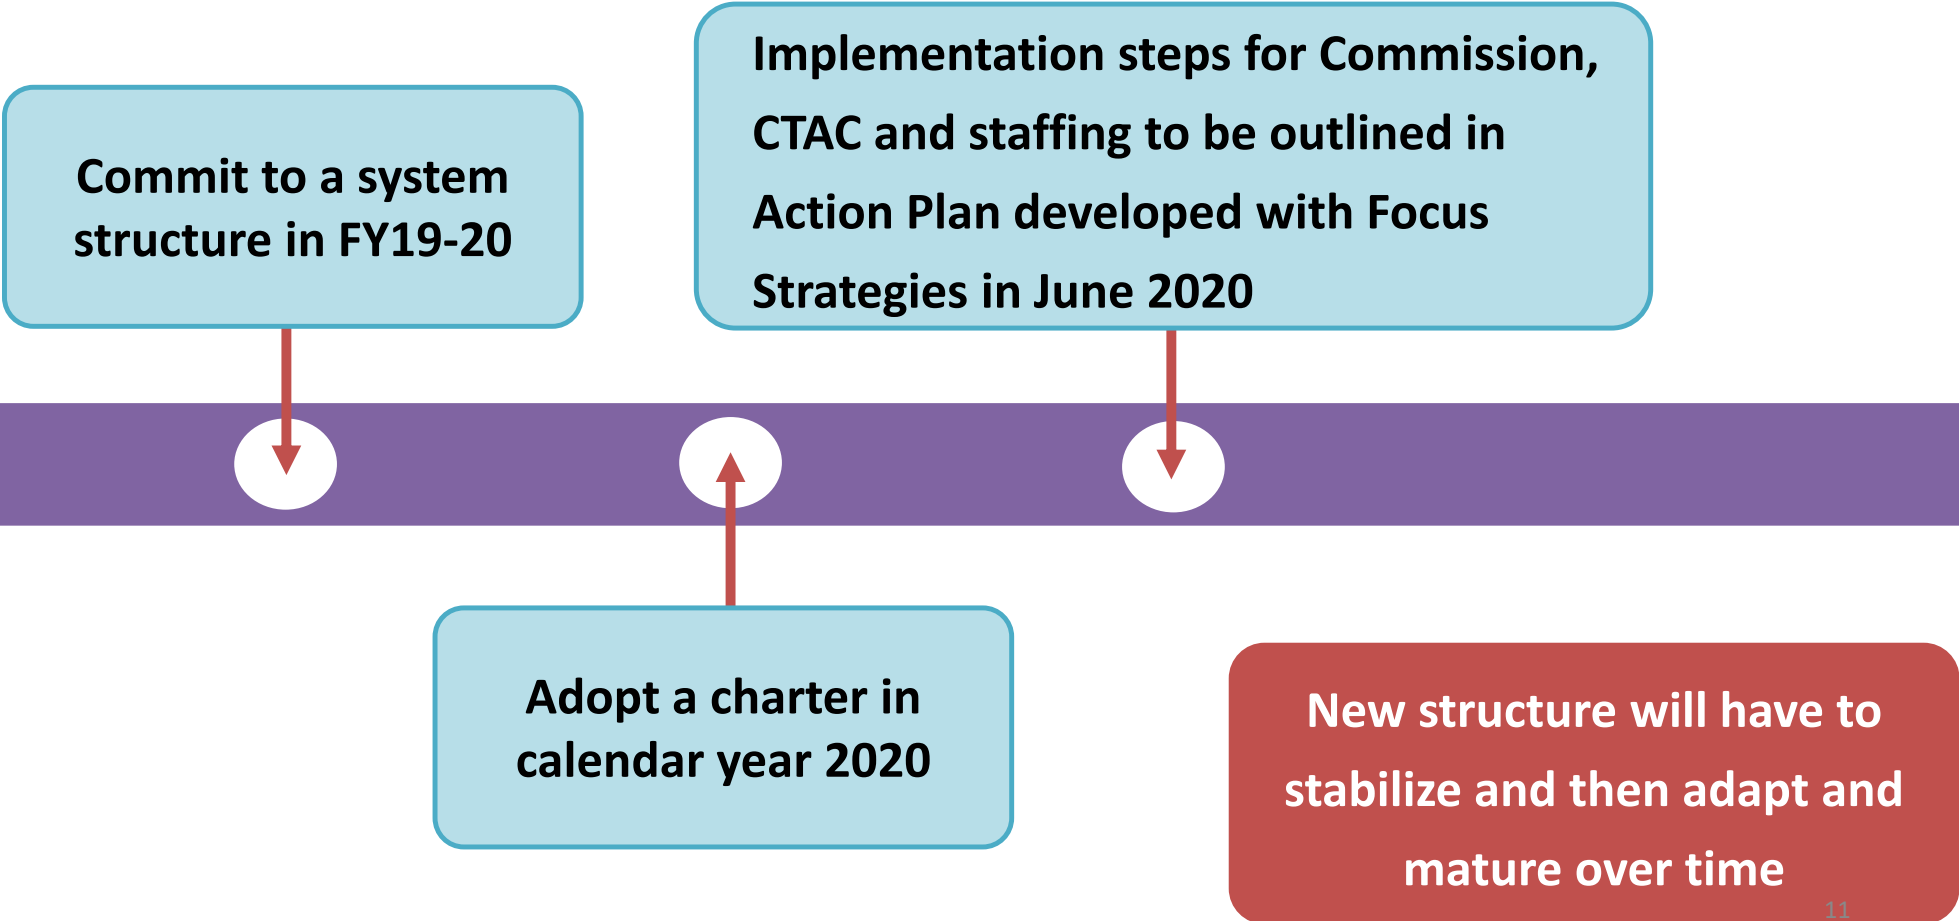 Commit to a system
structure in FY19-20
Implementation steps for Commission,
CTAC and staffing to be outlined in
Action Plan developed with Focus
Strategies in June 2020
Adopt a charter in
calendar year 2020
New structure will have to
stabilize and then adapt and
mature over time
11